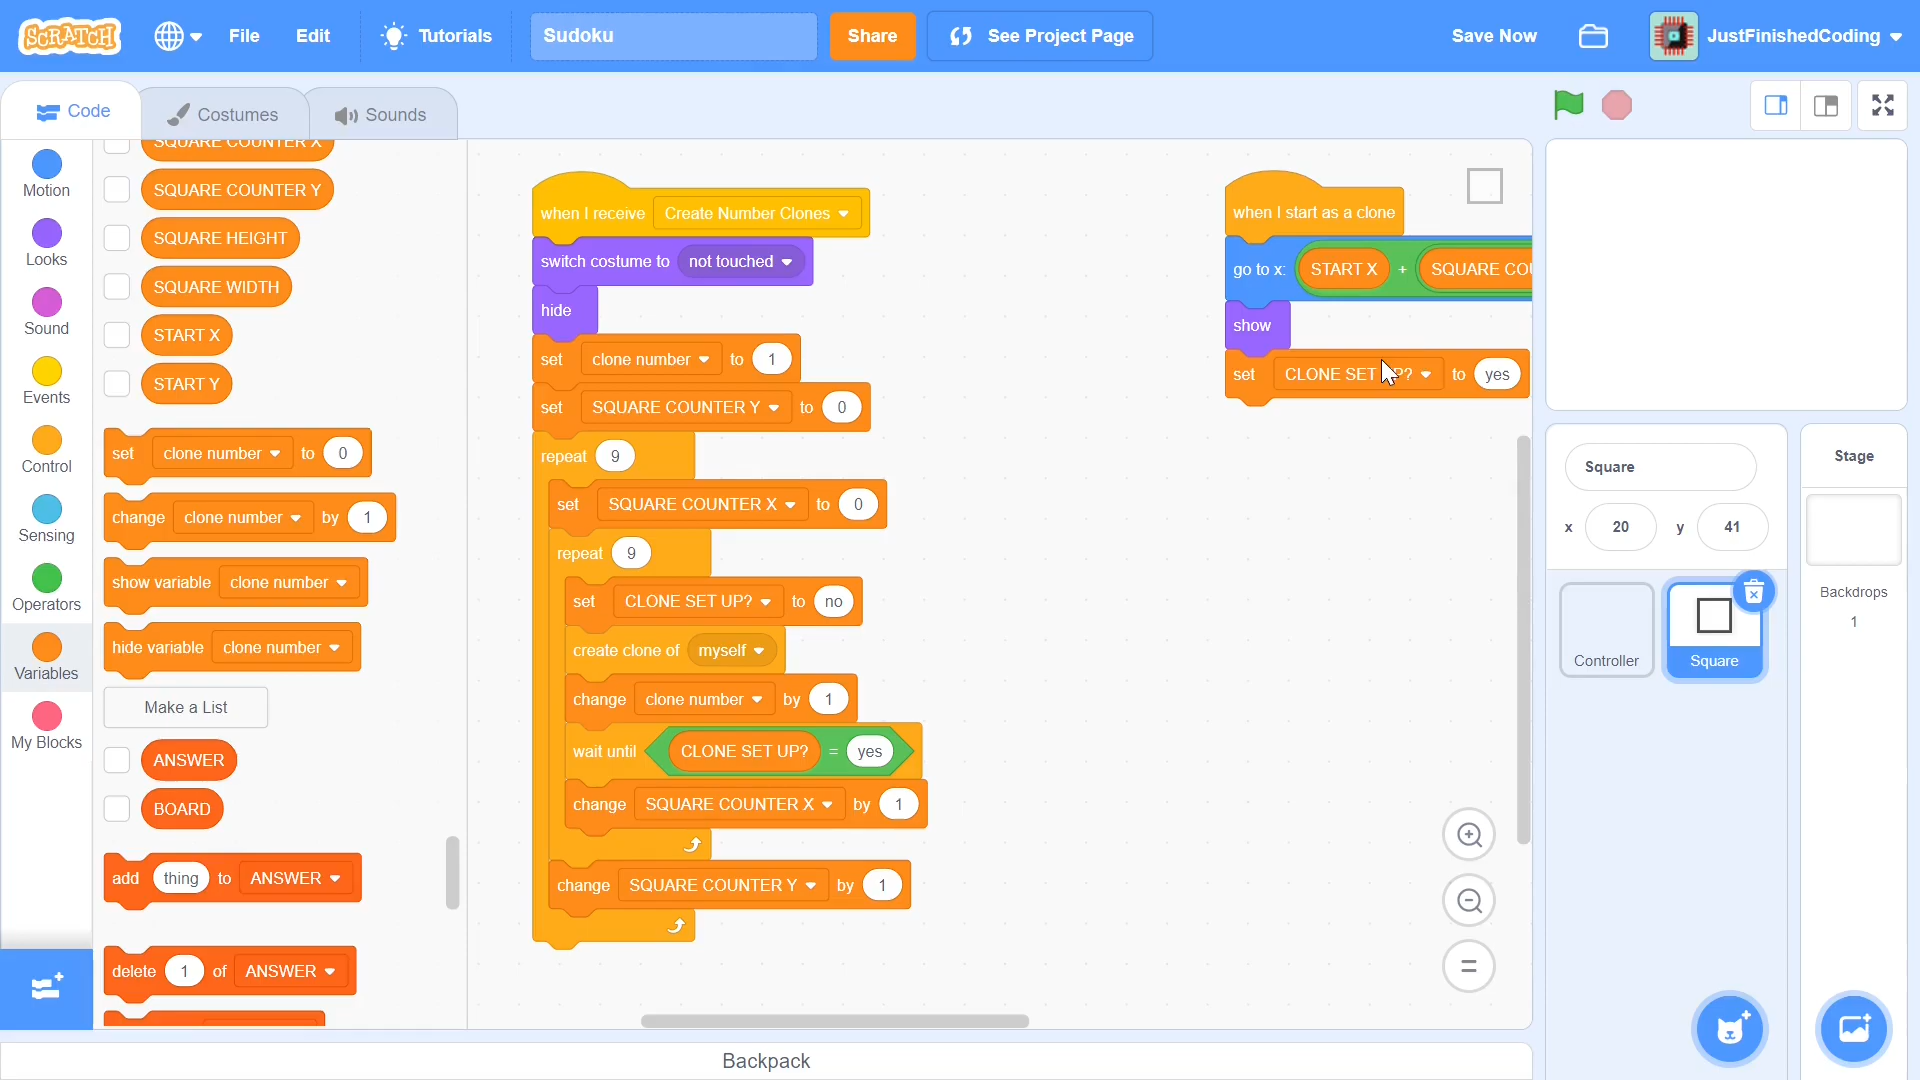 SCRATCH
File
Edit
Tutorials
Sudoku
Share
See Project Page
Save Now
JustFinishedCoding
Code
Costumes
Sounds
Motion
Looks
Sound
Events
Control
Sensing
Operators
Variables
My Blocks
SQUARE COUNTER X
SQUARE COUNTER Y
SQUARE HEIGHT
SQUARE WIDTH
START X
START Y
set clone number to 0
change clone number by 1
show variable clone number
hide variable clone number
Make a List
ANSWER
BOARD
add thing to ANSWER
delete 1 of ANSWER
when I receive Create Number Clones
switch costume to not touched
hide
set clone number to 1
set SQUARE COUNTER Y to 0
repeat 9
set SQUARE COUNTER X to 0
repeat 9
set CLONE SET UP? to no
create clone of myself
change clone number by 1
wait until CLONE SET UP? = yes
change SQUARE COUNTER X by 1
change SQUARE COUNTER Y by 1
when I start as a clone
go to x: START X + SQUARE COU
show
set CLONE SET P? to yes
Square
x 20 y 41
Controller
Square
Stage
Backdrops
1
Backpack